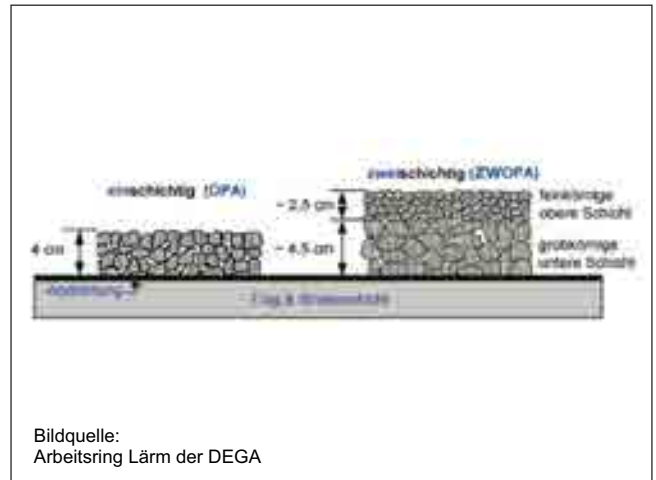 einschichtig (OPA)
zweischichtig (ZWOPA)
4 cm
~ 2,5 cm
~ 4,5 cm
feinkörnige
obere Schicht
grobkörnige
untere Schicht
Abdichtung
Bildquelle:
Arbeitsring Lärm der DEGA